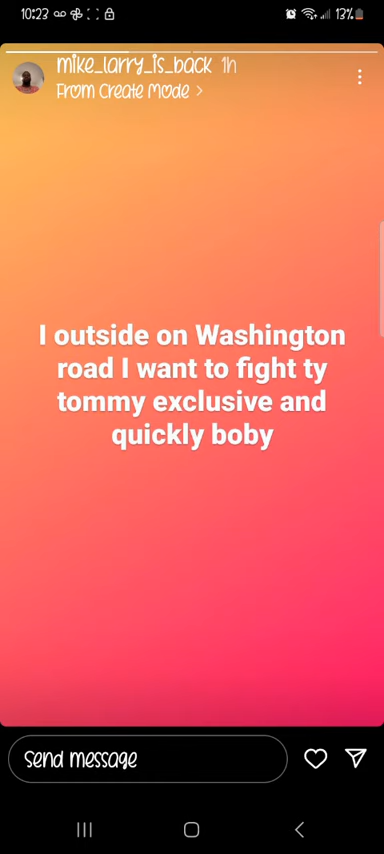 10:23 13%
mike_larry_is_back 1h
From Create Mode >
I outside on Washington
road I want to fight ty
tommy exclusive and
quickly boby
Send message